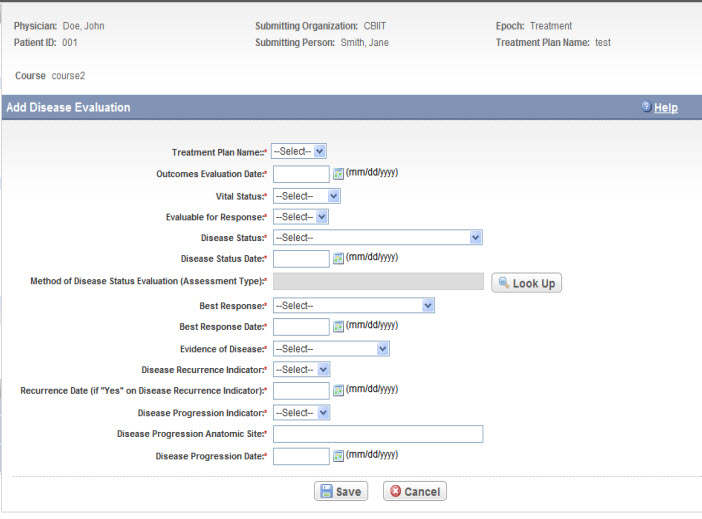 Physician: Doe, John Submitting Organization: CBIIT Epoch: Treatment
Patient ID: 001 Submitting Person: Smith, Jane Treatment Plan Name: test
Course course2
Add Disease Evaluation Help
Treatment Plan Name::* --Select--
Outcomes Evaluation Date:* (mm/dd/yyyy)
Vital Status:* --Select--
Evaluable for Response:* --Select--
Disease Status:* --Select--
Disease Status Date:* (mm/dd/yyyy)
Method of Disease Status Evaluation (Assessment Type):* Look Up
Best Response:* --Select--
Best Response Date:* (mm/dd/yyyy)
Evidence of Disease:* --Select--
Disease Recurrence Indicator:* --Select--
Recurrence Date (if "Yes" on Disease Recurrence Indicator):* (mm/dd/yyyy)
Disease Progression Indicator:* --Select--
Disease Progression Anatomic Site:*
Disease Progression Date:* (mm/dd/yyyy)
Save Cancel